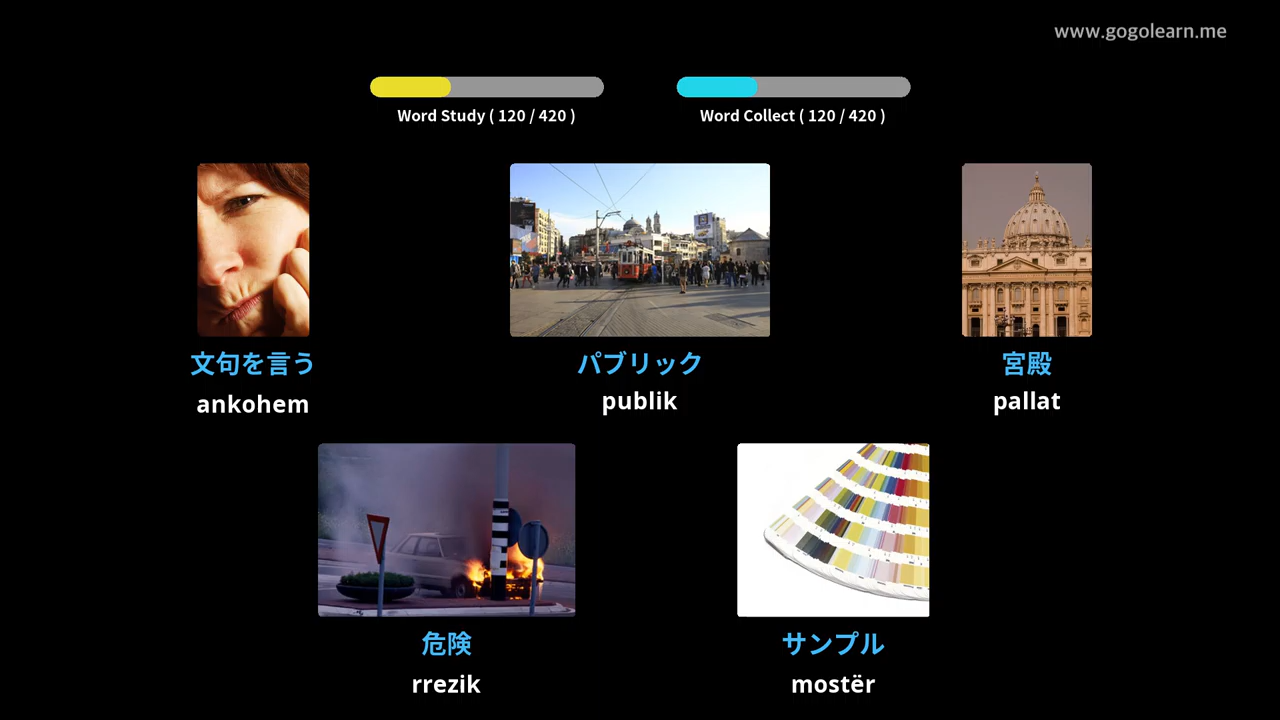 www.gogolearn.me
Word Study ( 120 / 420 )
Word Collect ( 120 / 420 )
文句を言う
ankohem
パブリック
publik
宮殿
pallat
危険
rrezik
サンプル
mostër